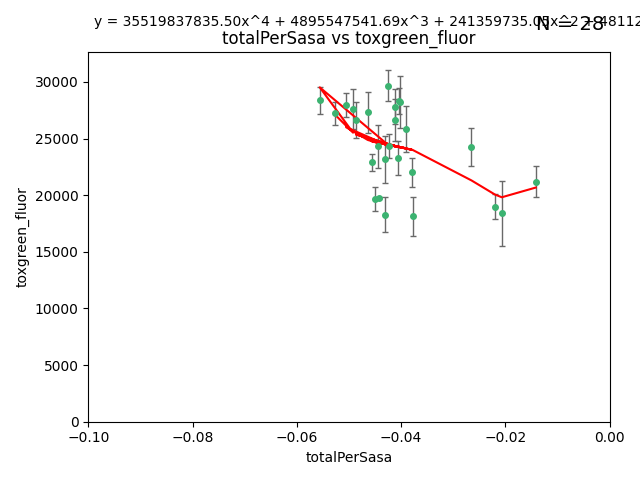 y = 35519837835.50x^4 + 4895547541.69x^3 + 241359735.05x^2 + 48112
N = 28
totalPerSasa vs toxgreen_fluor
toxgreen_fluor
30000
25000
20000
15000
10000
5000
0
−0.10 −0.08 −0.06 −0.04 −0.02 0.00
totalPerSasa